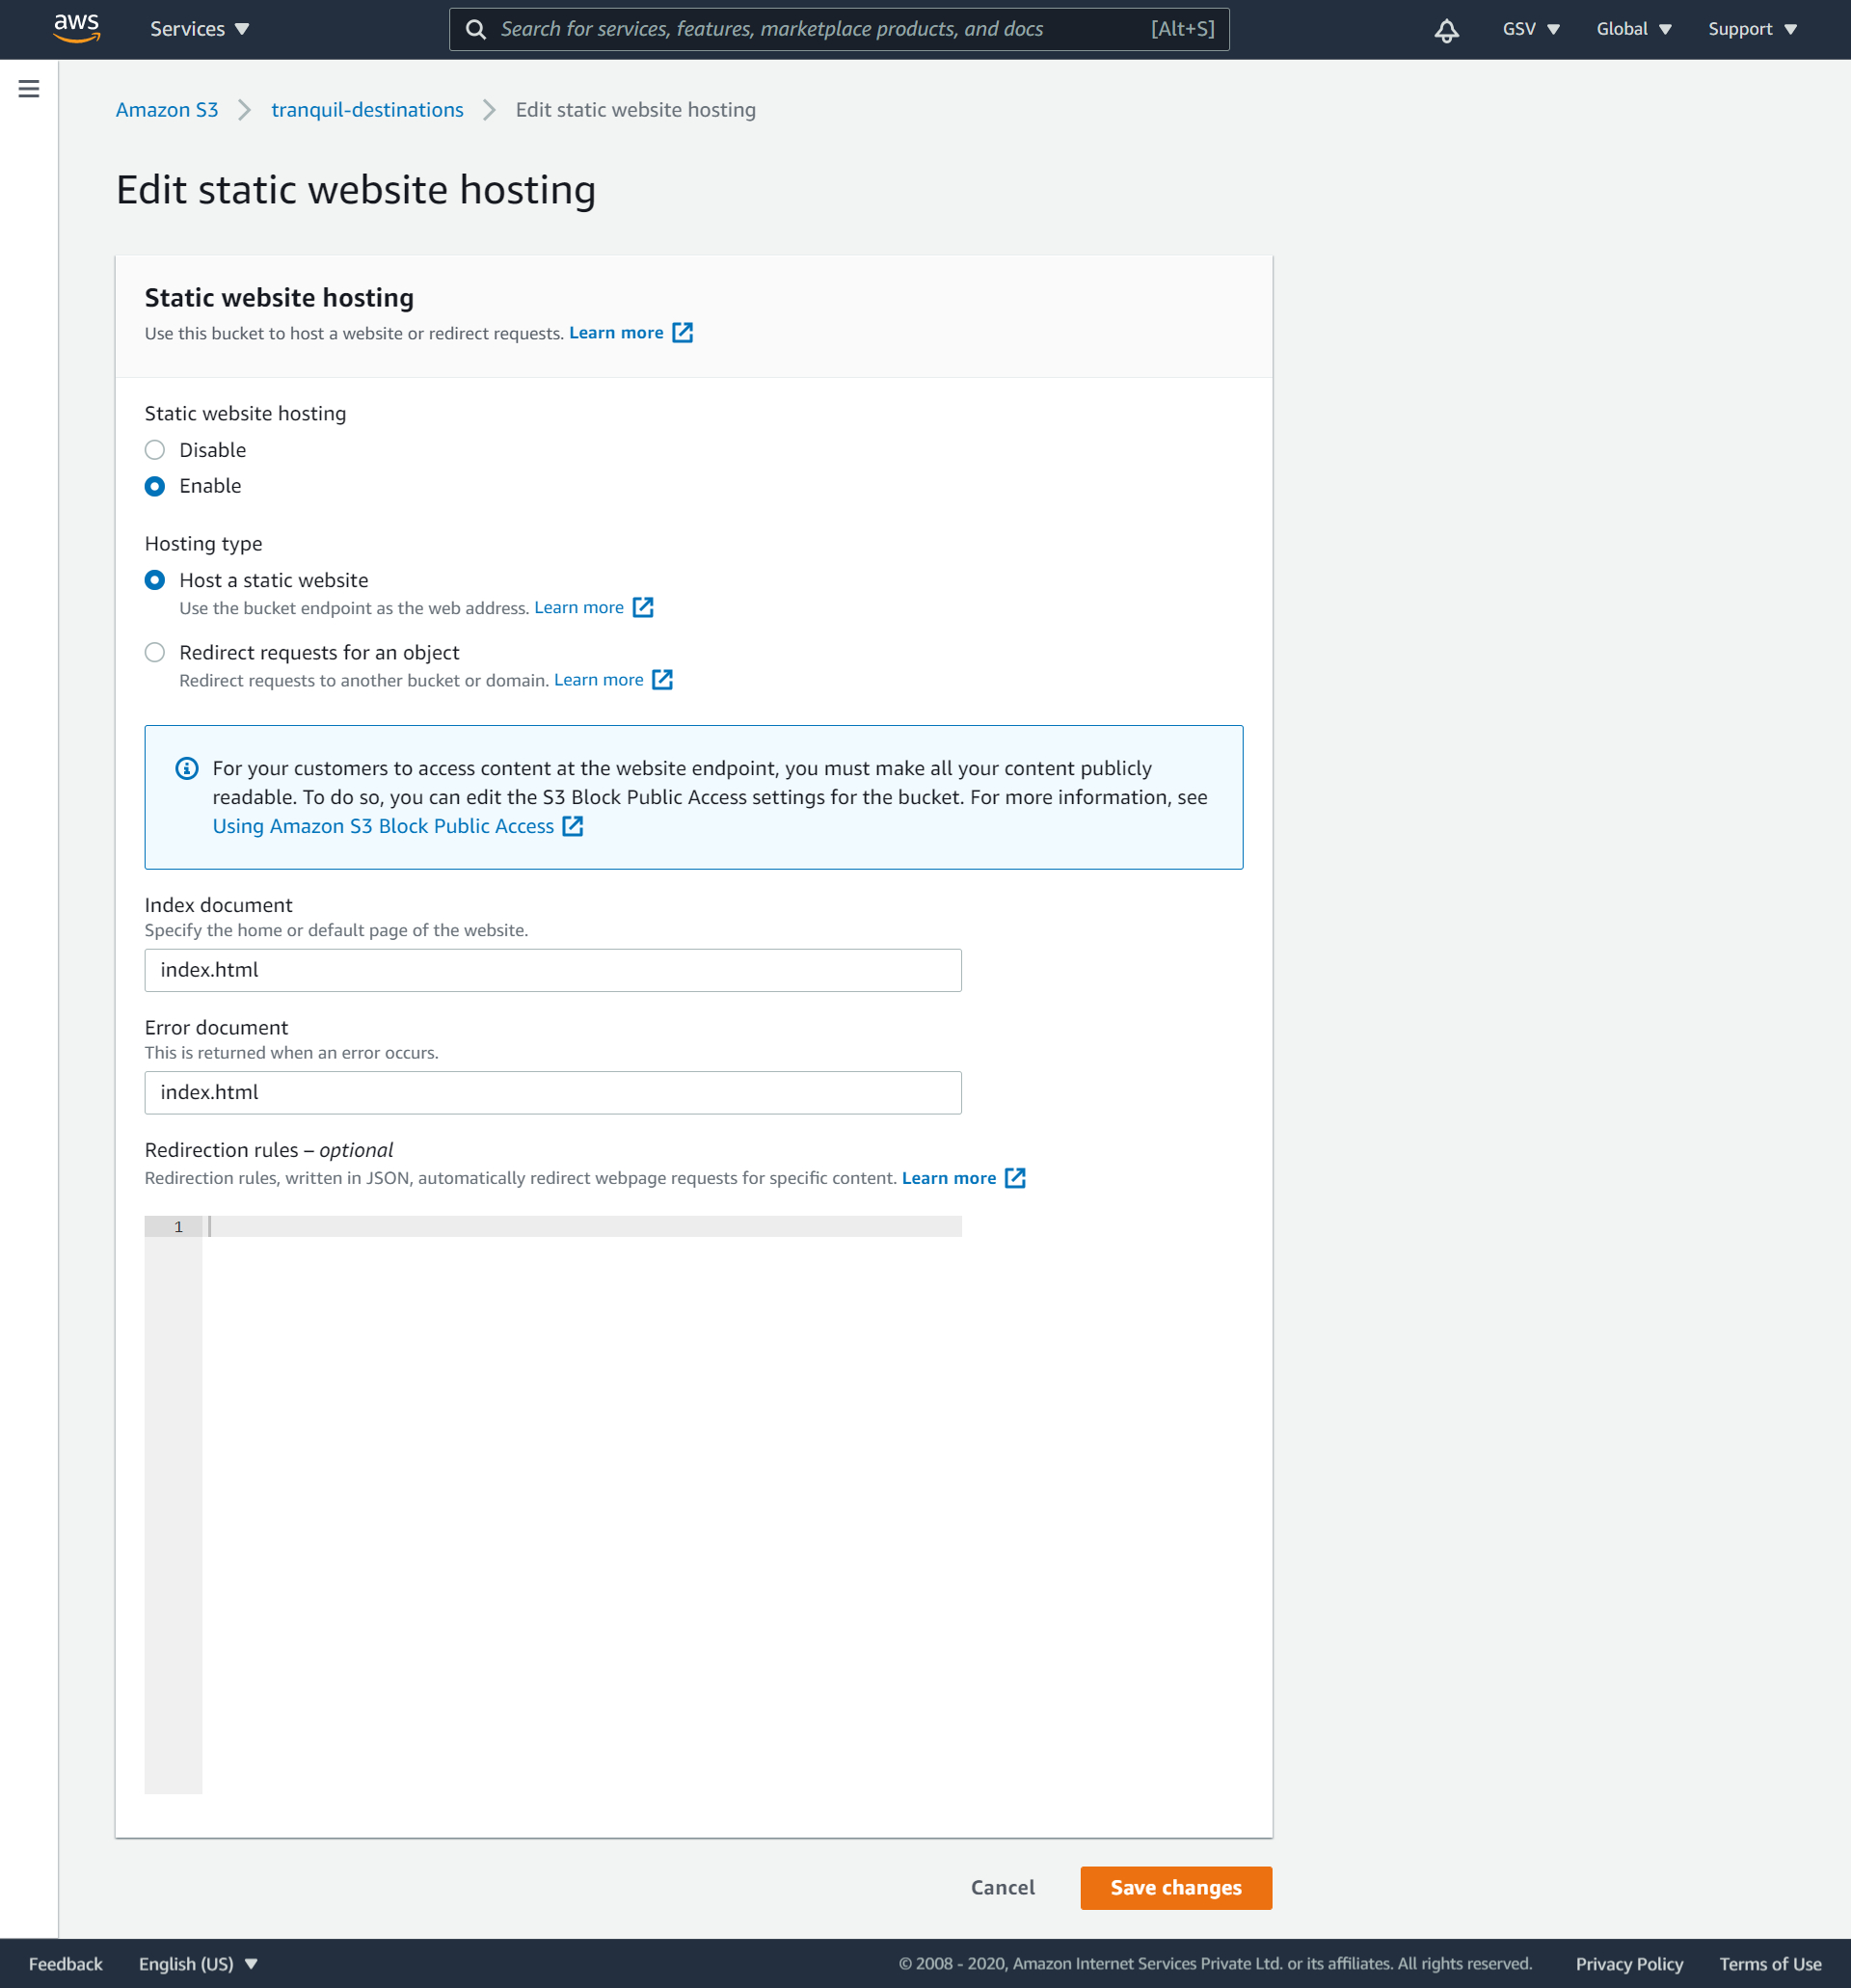 aws
Services
Search for services, features, marketplace products, and docs
[Alt+S]
GSV
Global
Support
Amazon S3
tranquil-destinations
Edit static website hosting
Edit static website hosting
Static website hosting
Use this bucket to host a website or redirect requests. Learn more
Static website hosting
Disable
Enable
Hosting type
Host a static website
Use the bucket endpoint as the web address. Learn more
Redirect requests for an object
Redirect requests to another bucket or domain. Learn more
For your customers to access content at the website endpoint, you must make all your content publicly
readable. To do so, you can edit the S3 Block Public Access settings for the bucket. For more information, see
Using Amazon S3 Block Public Access
Index document
Specify the home or default page of the website.
index.html
Error document
This is returned when an error occurs.
index.html
Redirection rules – optional
Redirection rules, written in JSON, automatically redirect webpage requests for specific content. Learn more
1
Cancel
Save changes
Feedback
English (US)
© 2008 - 2020, Amazon Internet Services Private Ltd. or its affiliates. All rights reserved.
Privacy Policy
Terms of Use